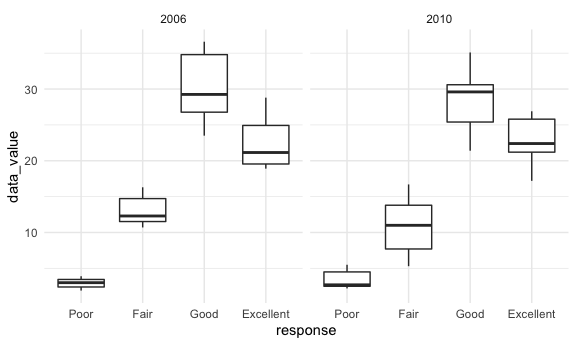 2006 2010
data_value
30
20
10
Poor Fair Good Excellent Poor Fair Good Excellent
response